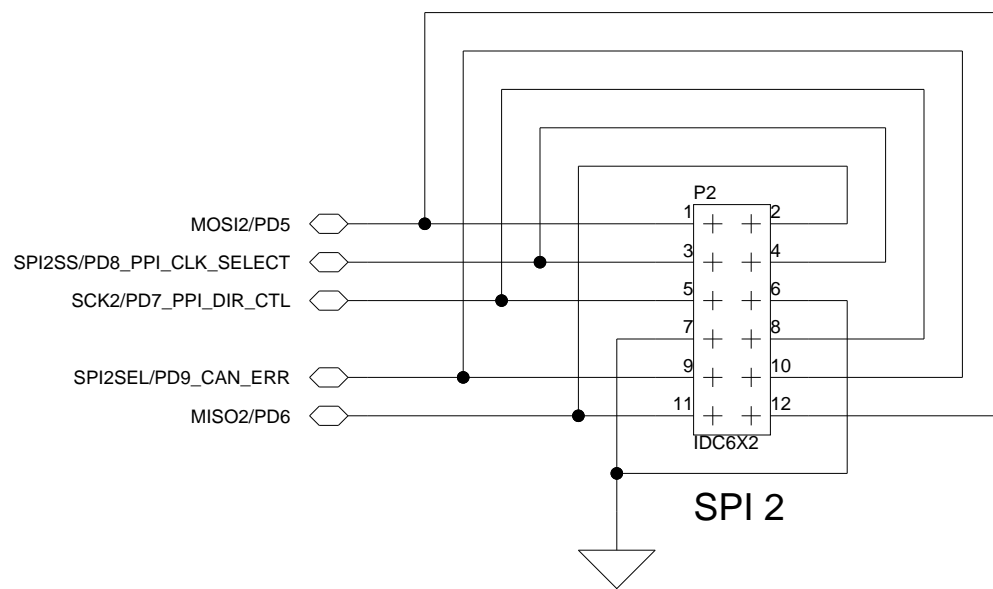 P2
MOSI2/PD5
1 2
SPI2SS/PD8_PPI_CLK_SELECT
3 4
SCK2/PD7_PPI_DIR_CTL
5 6
7 8
SPI2SEL/PD9_CAN_ERR
9 10
MISO2/PD6
11 12
IDC6X2
SPI 2